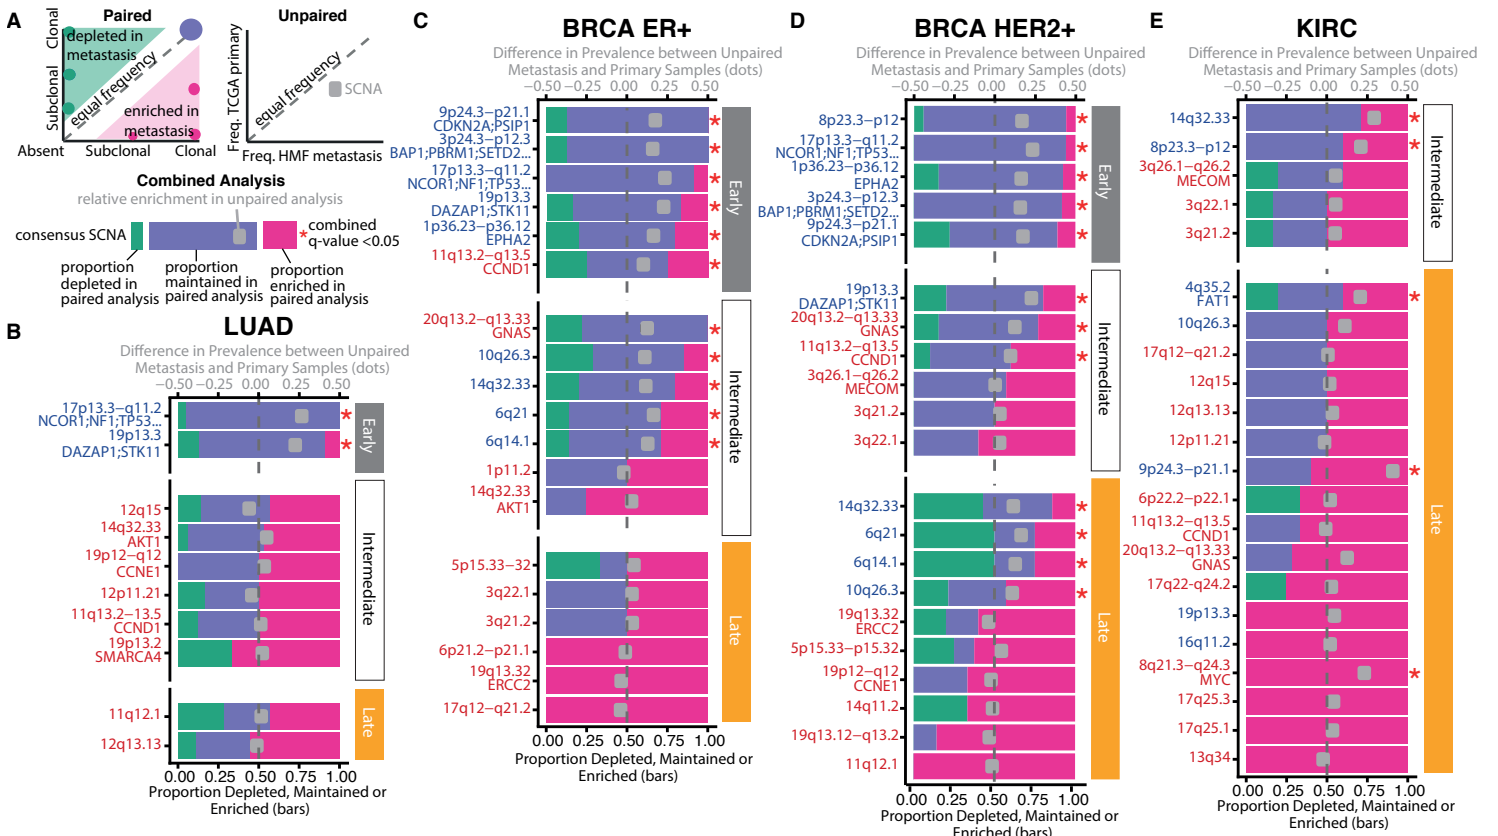 A
Paired
Unpaired
Clonal
Subclonal
depleted in
metastasis
equal frequency
enriched in
metastasis
Absent
Subclonal
Clonal
Freq. TCGA primary
equal frequency
SCNA
Freq. HMF metastasis
Combined Analysis
relative enrichment in unpaired analysis
consensus SCNA
* combined
q-value <0.05
proportion
depleted in
paired analysis
proportion
maintained in
paired analysis
proportion
enriched in
paired analysis
B
LUAD
Difference in Prevalence between Unpaired
Metastasis and Primary Samples (dots)
−0.50 −0.25 0.00 0.25 0.50
17p13.3−q11.2
NCOR1;NF1;TP53...
*
19p13.3
DAZAP1;STK11
*
Early
12q15
14q32.33
AKT1
19p12−q12
CCNE1
12p11.21
11q13.2−13.5
CCND1
19p13.2
SMARCA4
Intermediate
11q12.1
12q13.13
Late
0.00 0.25 0.50 0.75 1.00
Proportion Depleted, Maintained or
Enriched (bars)
C
BRCA ER+
Difference in Prevalence between Unpaired
Metastasis and Primary Samples (dots)
−0.50 −0.25 0.00 0.25 0.50
9p24.3−p21.1
CDKN2A;PSIP1
*
3p24.3−p12.3
BAP1;PBRM1;SETD2...
*
17p13.3−q11.2
NCOR1;NF1;TP53...
*
19p13.3
DAZAP1;STK11
*
1p36.23−p36.12
EPHA2
*
11q13.2−q13.5
CCND1
*
Early
20q13.2−q13.33
GNAS
*
10q26.3
*
14q32.33
*
6q21
*
6q14.1
*
1p11.2
14q32.33
AKT1
Intermediate
5p15.33−32
3q22.1
3q21.2
6p21.2−p21.1
19q13.32
ERCC2
17q12−q21.2
Late
0.00 0.25 0.50 0.75 1.00
Proportion Depleted, Maintained or
Enriched (bars)
D
BRCA HER2+
Difference in Prevalence between Unpaired
Metastasis and Primary Samples (dots)
−0.50 −0.25 0.00 0.25 0.50
8p23.3−p12
*
17p13.3−q11.2
NCOR1;NF1;TP53...
*
1p36.23−p36.12
EPHA2
*
3p24.3−p12.3
BAP1;PBRM1;SETD2...
*
9p24.3−p21.1
CDKN2A;PSIP1
*
Early
19p13.3
DAZAP1;STK11
*
20q13.2−q13.33
GNAS
*
11q13.2−q13.5
CCND1
*
3q26.1−q26.2
MECOM
3q21.2
3q22.1
Intermediate
14q32.33
*
6q21
*
6q14.1
*
10q26.3
*
19q13.32
ERCC2
5p15.33−p15.32
19p12−q12
CCNE1
14q11.2
19q13.12−q13.2
11q12.1
Late
0.00 0.25 0.50 0.75 1.00
Proportion Depleted, Maintained or
Enriched (bars)
E
KIRC
Difference in Prevalence between Unpaired
Metastasis and Primary Samples (dots)
−0.50 −0.25 0.00 0.25 0.50
14q32.33
*
8p23.3−p12
*
3q26.1−q26.2
MECOM
3q22.1
3q21.2
Intermediate
4q35.2
FAT1
*
10q26.3
17q12−q21.2
12q15
12q13.13
12p11.21
9p24.3−p21.1
*
6p22.2−p22.1
11q13.2−q13.5
CCND1
20q13.2−q13.33
GNAS
17q22-q24.2
19p13.3
16q11.2
8q21.3−q24.3
MYC
*
17q25.3
17q25.1
13q34
Late
0.00 0.25 0.50 0.75 1.00
Proportion Depleted, Maintained or
Enriched (bars)